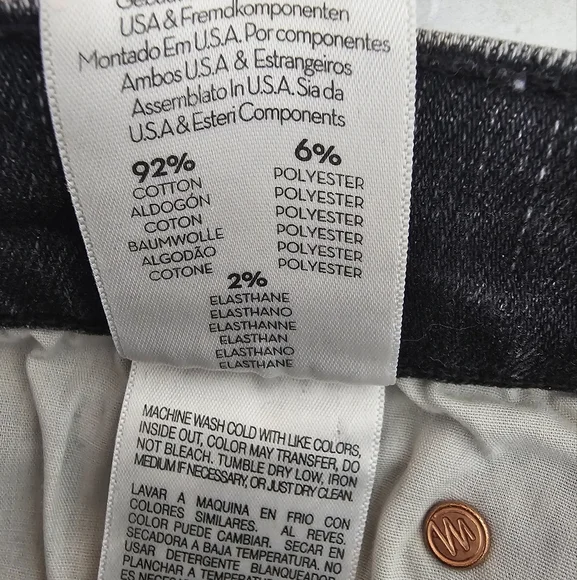 USA & Fremdkomponenten
Montado Em U.S.A. Por componentes
Ambos U.S.A & Estrangeiros
Assemblato In U.S.A. Sia da
U.S.A & Esteri Components
92%
COTTON
ALDOGÓN
COTON
BAUMWOLLE
ALGODÃO
COTONE
6%
POLYESTER
POLYESTER
POLYESTER
POLYESTER
POLYESTER
POLYESTER
2%
ELASTHANE
ELASTHANO
ELASTHANNE
ELASTHAN
ELASTHANO
ELASTHANE
MACHINE WASH COLD WITH LIKE COLORS,
INSIDE OUT, COLOR MAY TRANSFER, DO
NOT BLEACH. TUMBLE DRY LOW, IRON
MEDIUM IF NECESSARY, OR JUST DRY CLEAN.
LAVAR A MAQUINA EN FRIO CON
COLORES SIMILARES. AL REVES.
COLOR PUEDE CAMBIAR. SECAR EN
SECADORA A BAJA TEMPERATURA. NO
USAR DETERGENTE BLANQUEADOR
PLANCHAR A TEMPERATURA